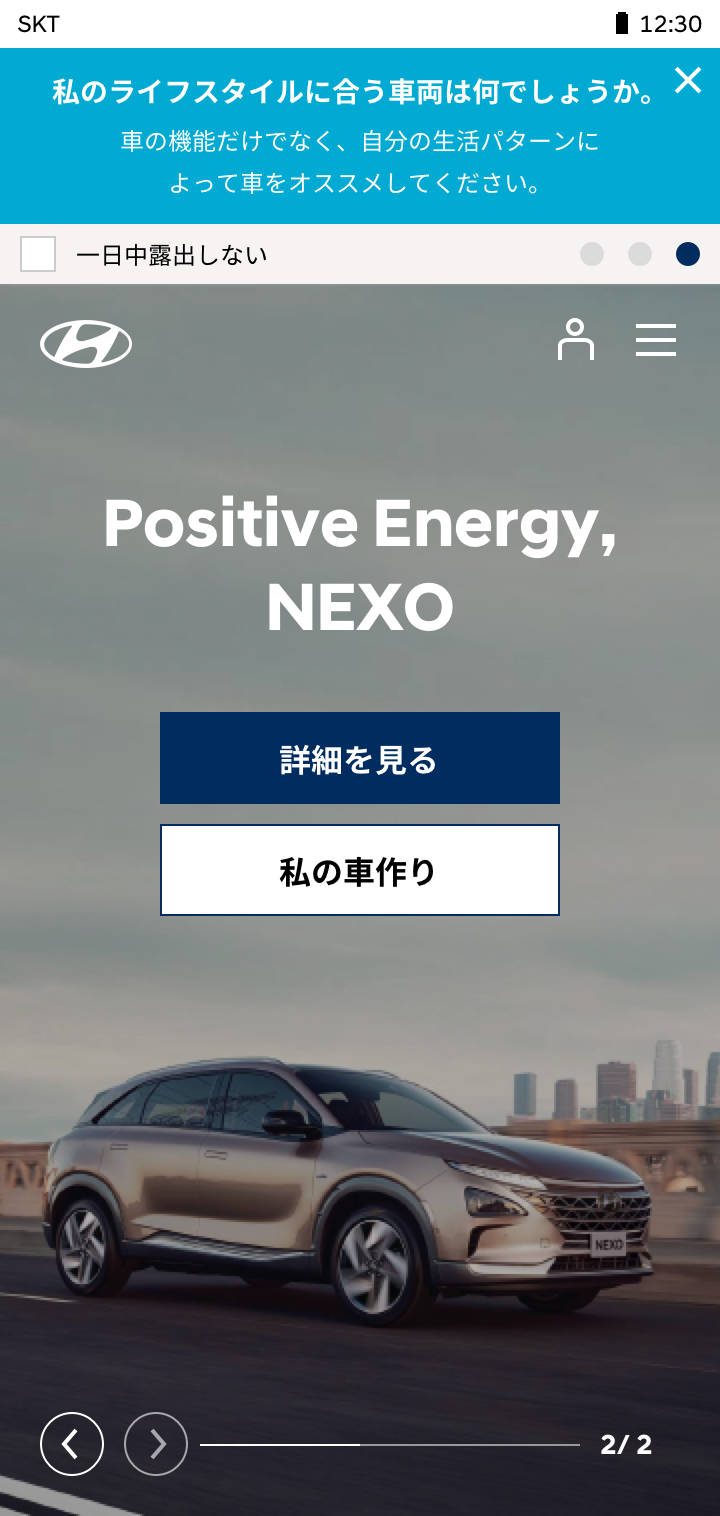 SKT
12:30
私のライフスタイルに合う車両は何でしょうか。
車の機能だけでなく、自分の生活パターンに
よって車をオススメしてください。
一日中露出しない
Positive Energy,
NEXO
詳細を見る
私の車作り
NEXO
2/ 2